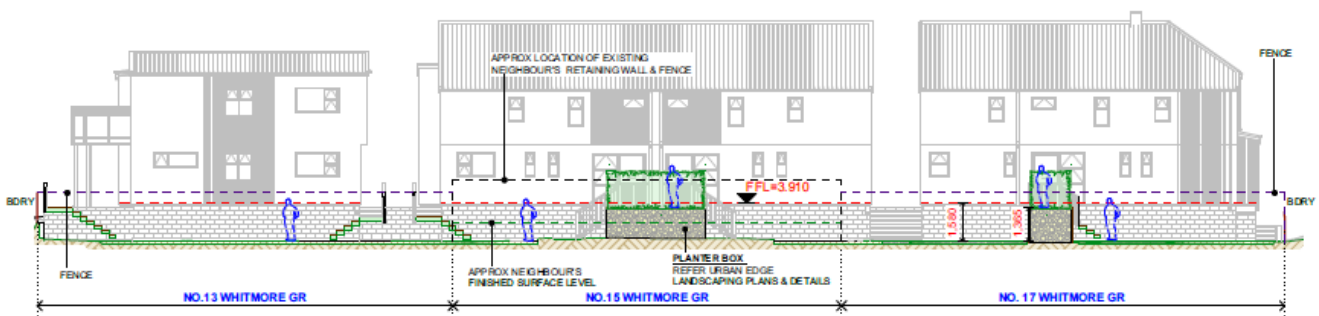 APPROX LOCATION OF EXISTING
NEIGHBOUR'S RETAINING WALL & FENCE
FENCE
FFL=3.910
BDRY
BDRY
1.580
1.365
FENCE
APPROX NEIGHBOUR'S
FINISHED SURFACE LEVEL
PLANTER BOX
REFER URBAN EDGE
LANDSCAPING PLANS & DETAILS
NO.13 WHITMORE GR
NO.15 WHITMORE GR
NO. 17 WHITMORE GR